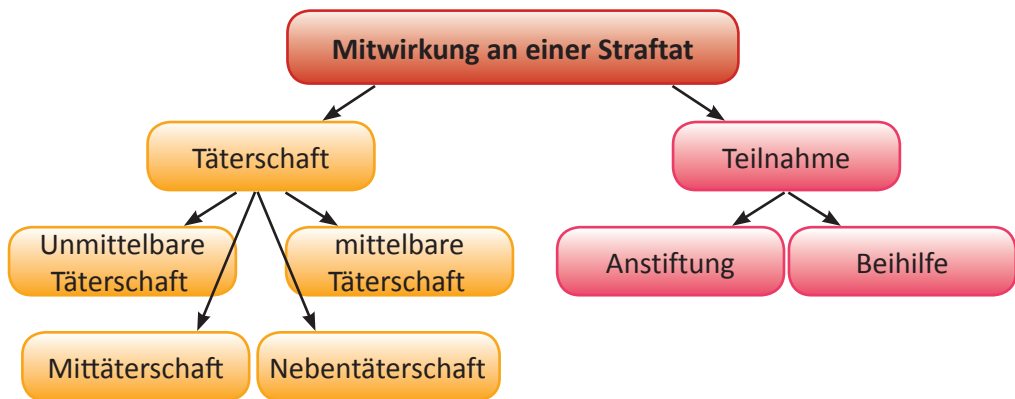 Mitwirkung an einer Straftat
Täterschaft
Teilnahme
Unmittelbare
Täterschaft
mittelbare
Täterschaft
Anstiftung
Beihilfe
Mittäterschaft
Nebentäterschaft